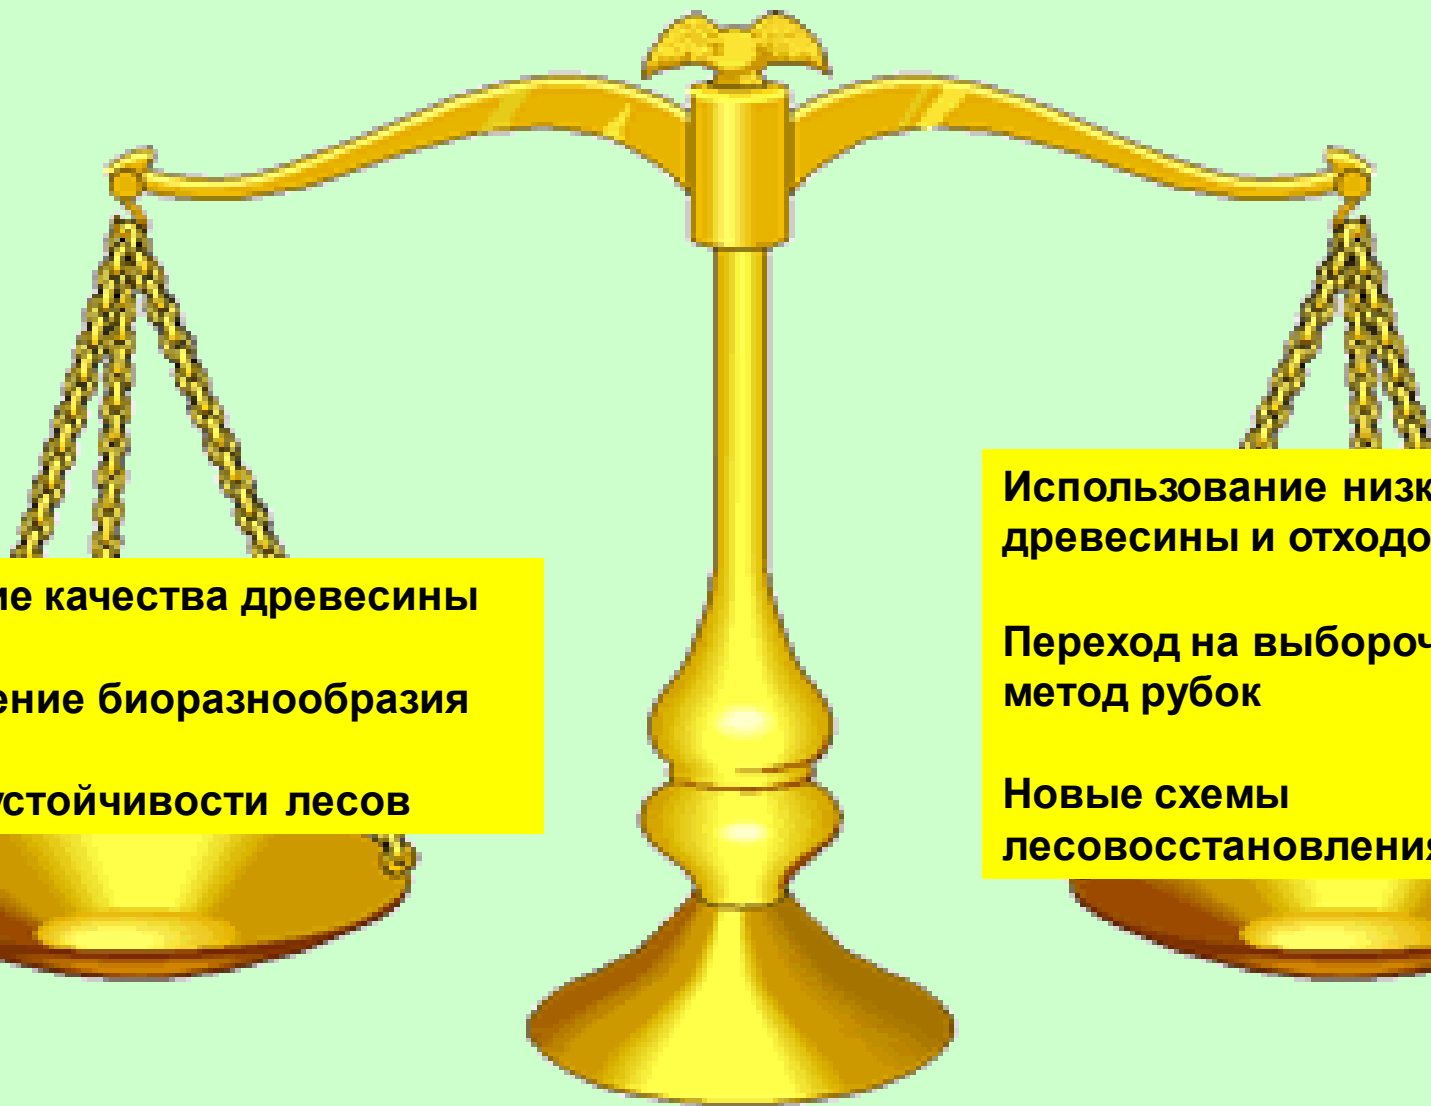 ие качества древесины
ение биоразнообразия
устойчивости лесов
Использование низк
древесины и отходо
Переход на выбороч
метод рубок
Новые схемы
лесовосстановления